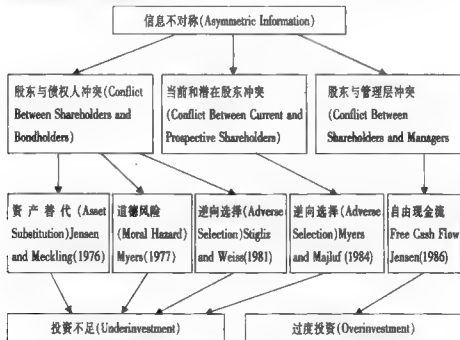 信息不对称(Asymmetric Information)
股东与债权人冲突(Conflict
Between Shareholders and
Bondholders)
当前和潜在股东冲突
(Conflict Between Current and
Prospective Shareholders)
股东与管理层冲突
(Conflict Between
Shareholders and Managers)
资产替代(Asset
Substitution)Jensen
and Meckling(1976)
道德风险
(Moral Hazard)
Myers(1977)
逆向选择(Adverse
Selection)Stigliz
and Weiss(1981)
逆向选择(Adverse
Selection)Myers
and Majluf(1984)
自由现金流
Free Cash Flow
Jensen(1986)
投资不足(Underinvestment)
过度投资(Overinvestment)